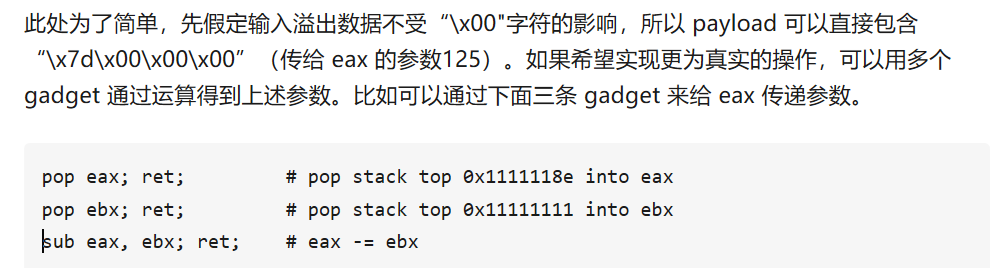 此处为了简单，先假定输入溢出数据不受“\x00"字符的影响，所以 payload 可以直接包含
“\x7d\x00\x00\x00”（传给 eax 的参数125）。如果希望实现更为真实的操作，可以用多个
gadget 通过运算得到上述参数。比如可以通过下面三条 gadget 来给 eax 传递参数。
pop eax; ret;         # pop stack top 0x1111118e into eax
pop ebx; ret;         # pop stack top 0x11111111 into ebx
sub eax, ebx; ret;    # eax -= ebx